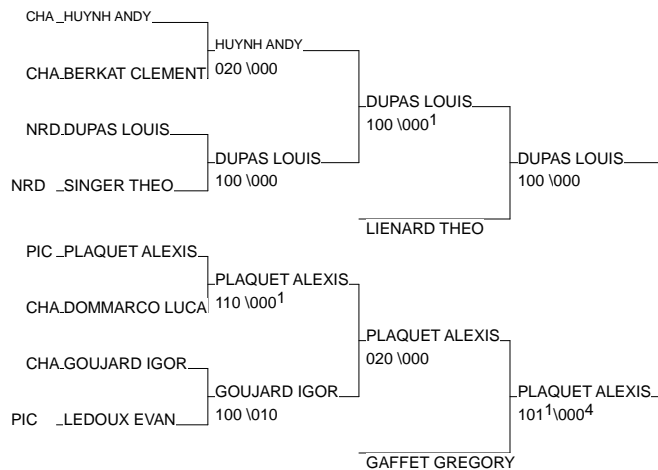 CHA HUYNH ANDY
HUYNH ANDY
020 \000
CHA BERKAT CLEMENT
DUPAS LOUIS
100 \000¹
NRD DUPAS LOUIS
DUPAS LOUIS
100 \000
DUPAS LOUIS
100 \000
NRD SINGER THEO
LIENARD THEO
PIC PLAQUET ALEXIS
PLAQUET ALEXIS
110 \000¹
CHA DOMMARCO LUCA
PLAQUET ALEXIS
020 \000
CHA GOUJARD IGOR
GOUJARD IGOR
100 \010
PLAQUET ALEXIS
101¹\000⁴
PIC LEDOUX EVAN
GAFFET GREGORY